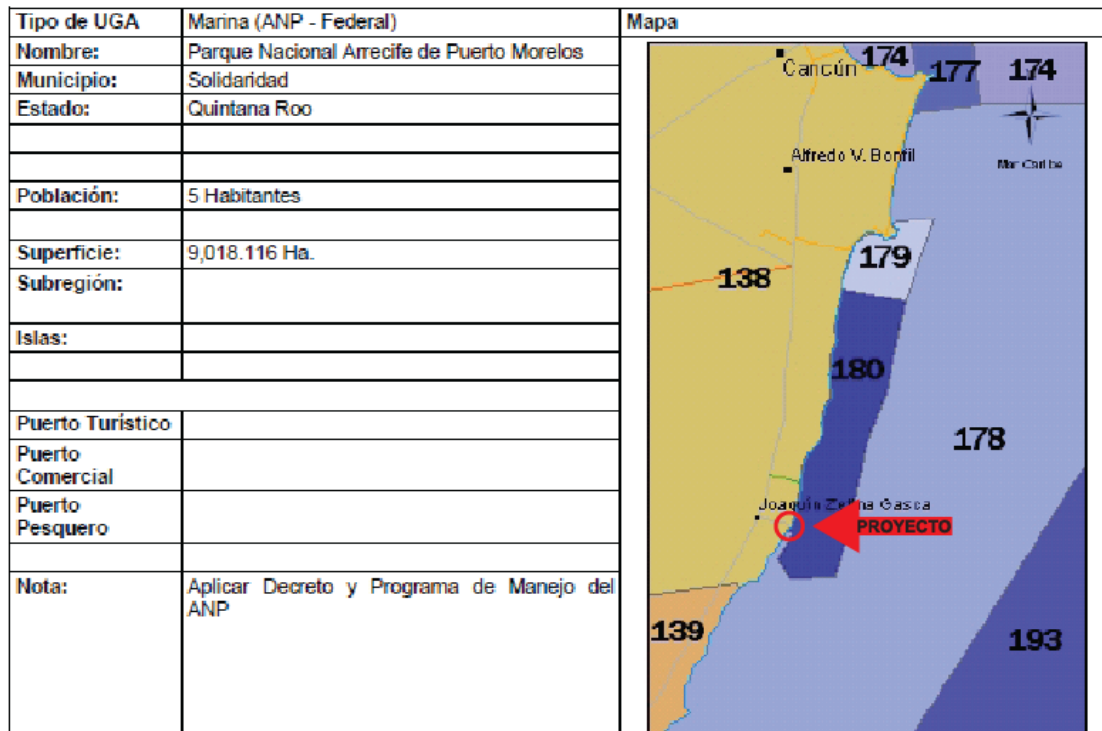 Tipo de UGA Marina (ANP - Federal) Mapa
Nombre: Parque Nacional Arrecife de Puerto Morelos
Municipio: Solidaridad
Estado: Quintana Roo
Población: 5 Habitantes
Superficie: 9,018.116 Ha.
Subregión:
Islas:
Puerto Turístico
Puerto
Comercial
Puerto
Pesquero
Nota: Aplicar Decreto y Programa de Manejo del
ANP
Cancún 174 177 174
Mar Caribe
Alfredo V. Bonfil
179
138
180
178
Joaquín Zetina Gasca
PROYECTO
139
193